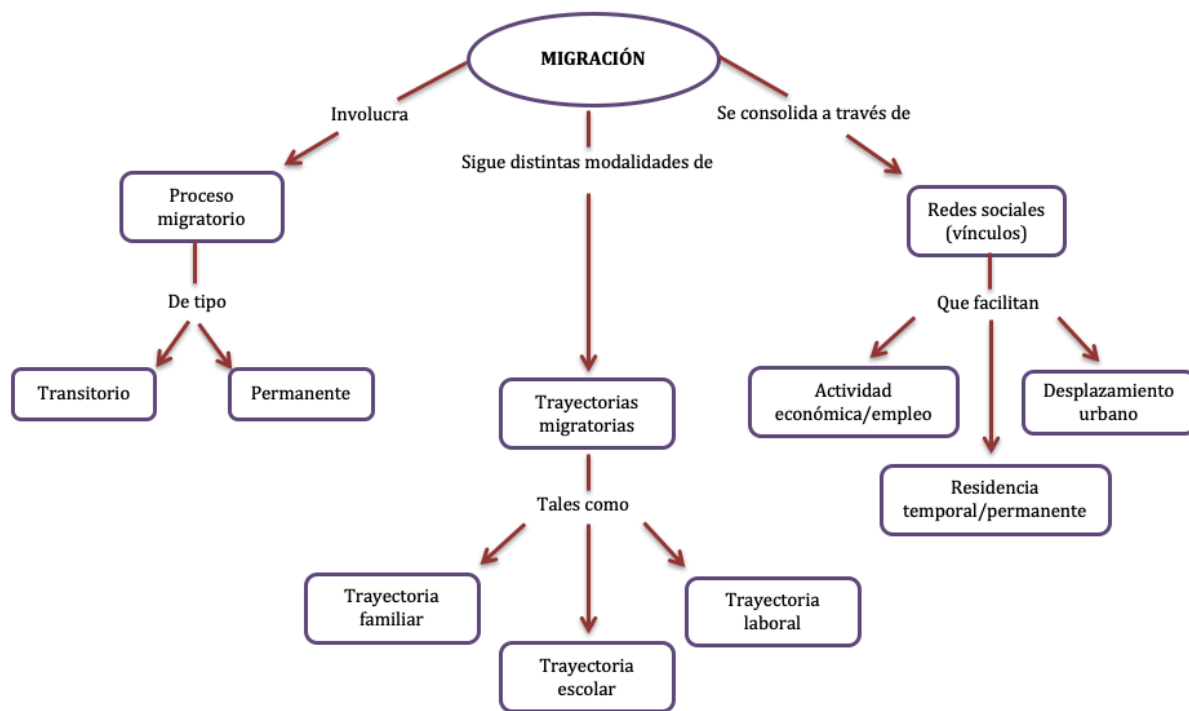 MIGRACIÓN
Involucra
Se consolida a través de
Sigue distintas modalidades de
Proceso
migratorio
Redes sociales
(vínculos)
De tipo
Que facilitan
Transitorio
Permanente
Actividad
económica/empleo
Desplazamiento
urbano
Trayectorias
migratorias
Residencia
temporal/permanente
Tales como
Trayectoria
familiar
Trayectoria
laboral
Trayectoria
escolar